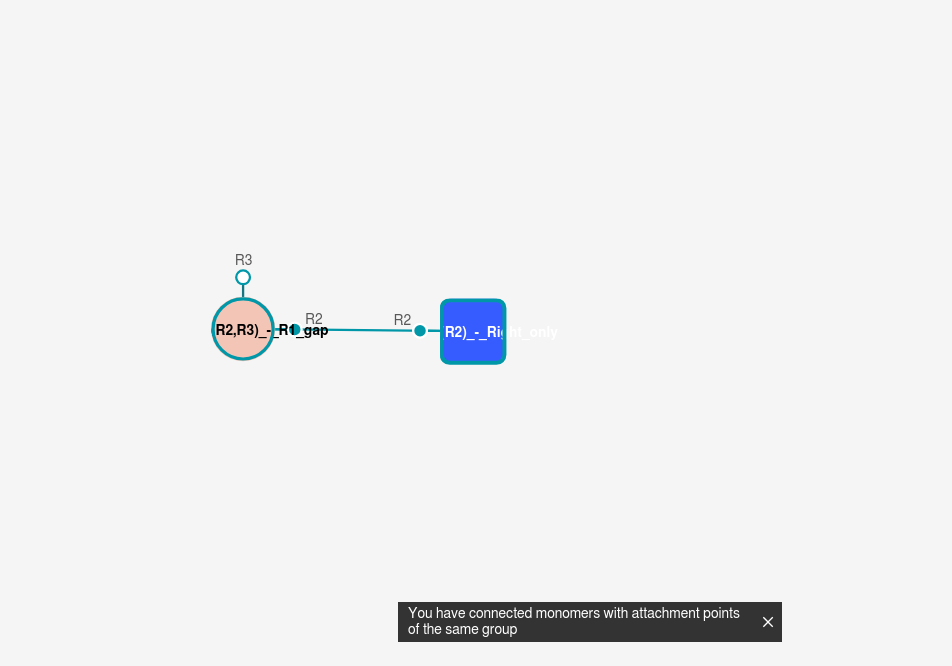 R3
R2
R2
R2,R3)_-_R1_gap
R2)_-_Right_only
You have connected monomers with attachment points
of the same group